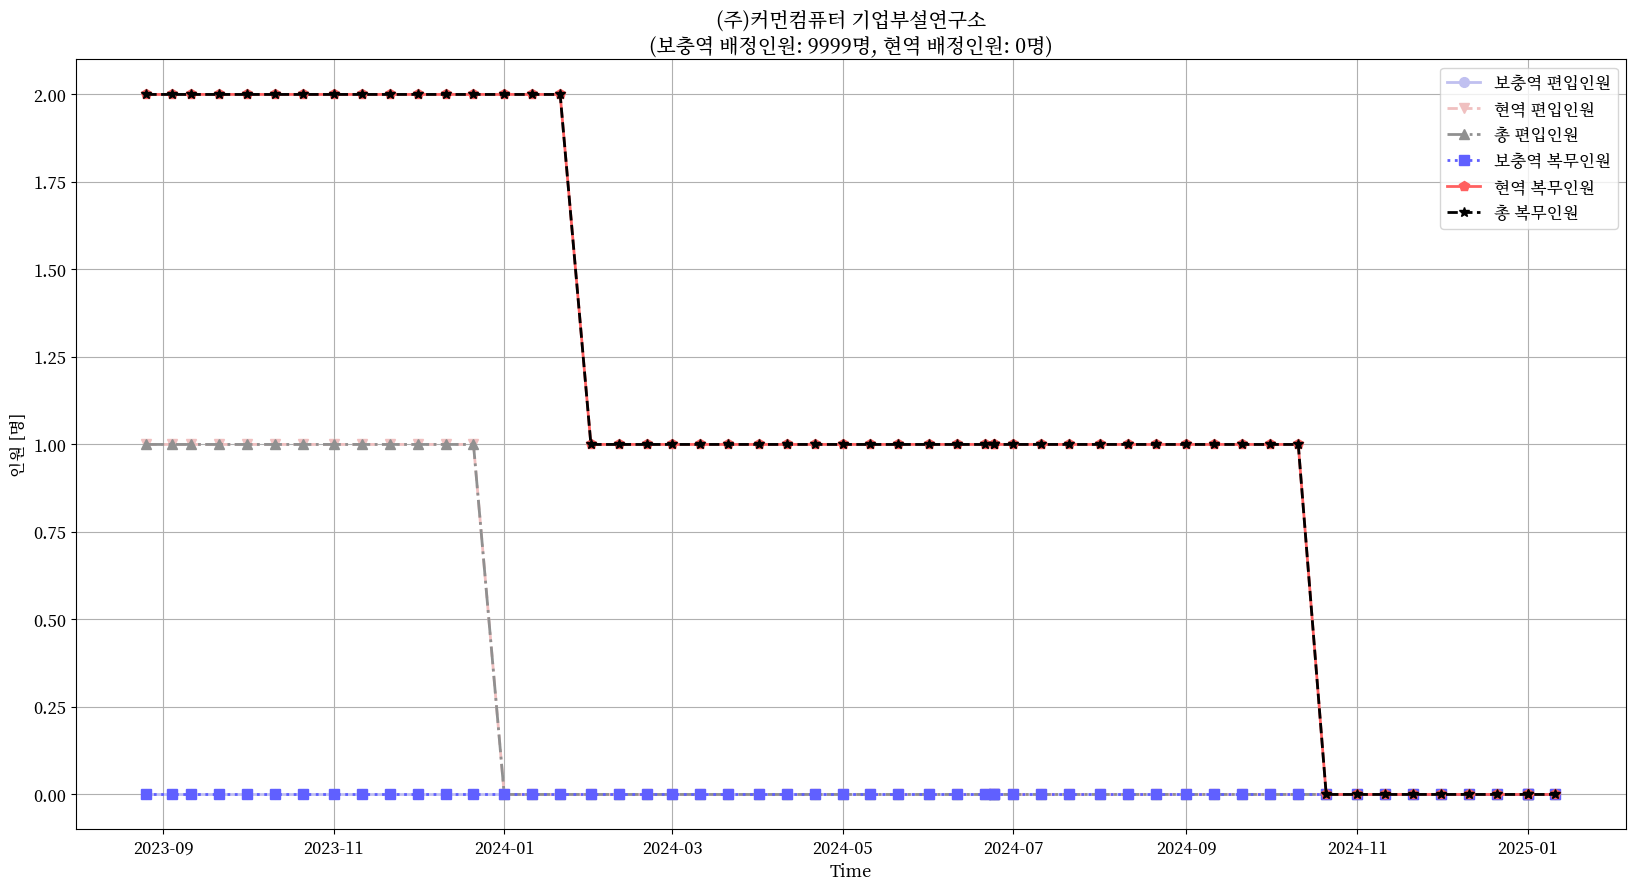 (주)커먼컴퓨터 기업부설연구소
(보충역 배정인원: 9999명, 현역 배정인원: 0명)
보충역 편입인원
현역 편입인원
총 편입인원
보충역 복무인원
현역 복무인원
총 복무인원
인원 [명]
2.00
1.75
1.50
1.25
1.00
0.75
0.50
0.25
0.00
2023-09 2023-11 2024-01 2024-03 2024-05 2024-07 2024-09 2024-11 2025-01
Time